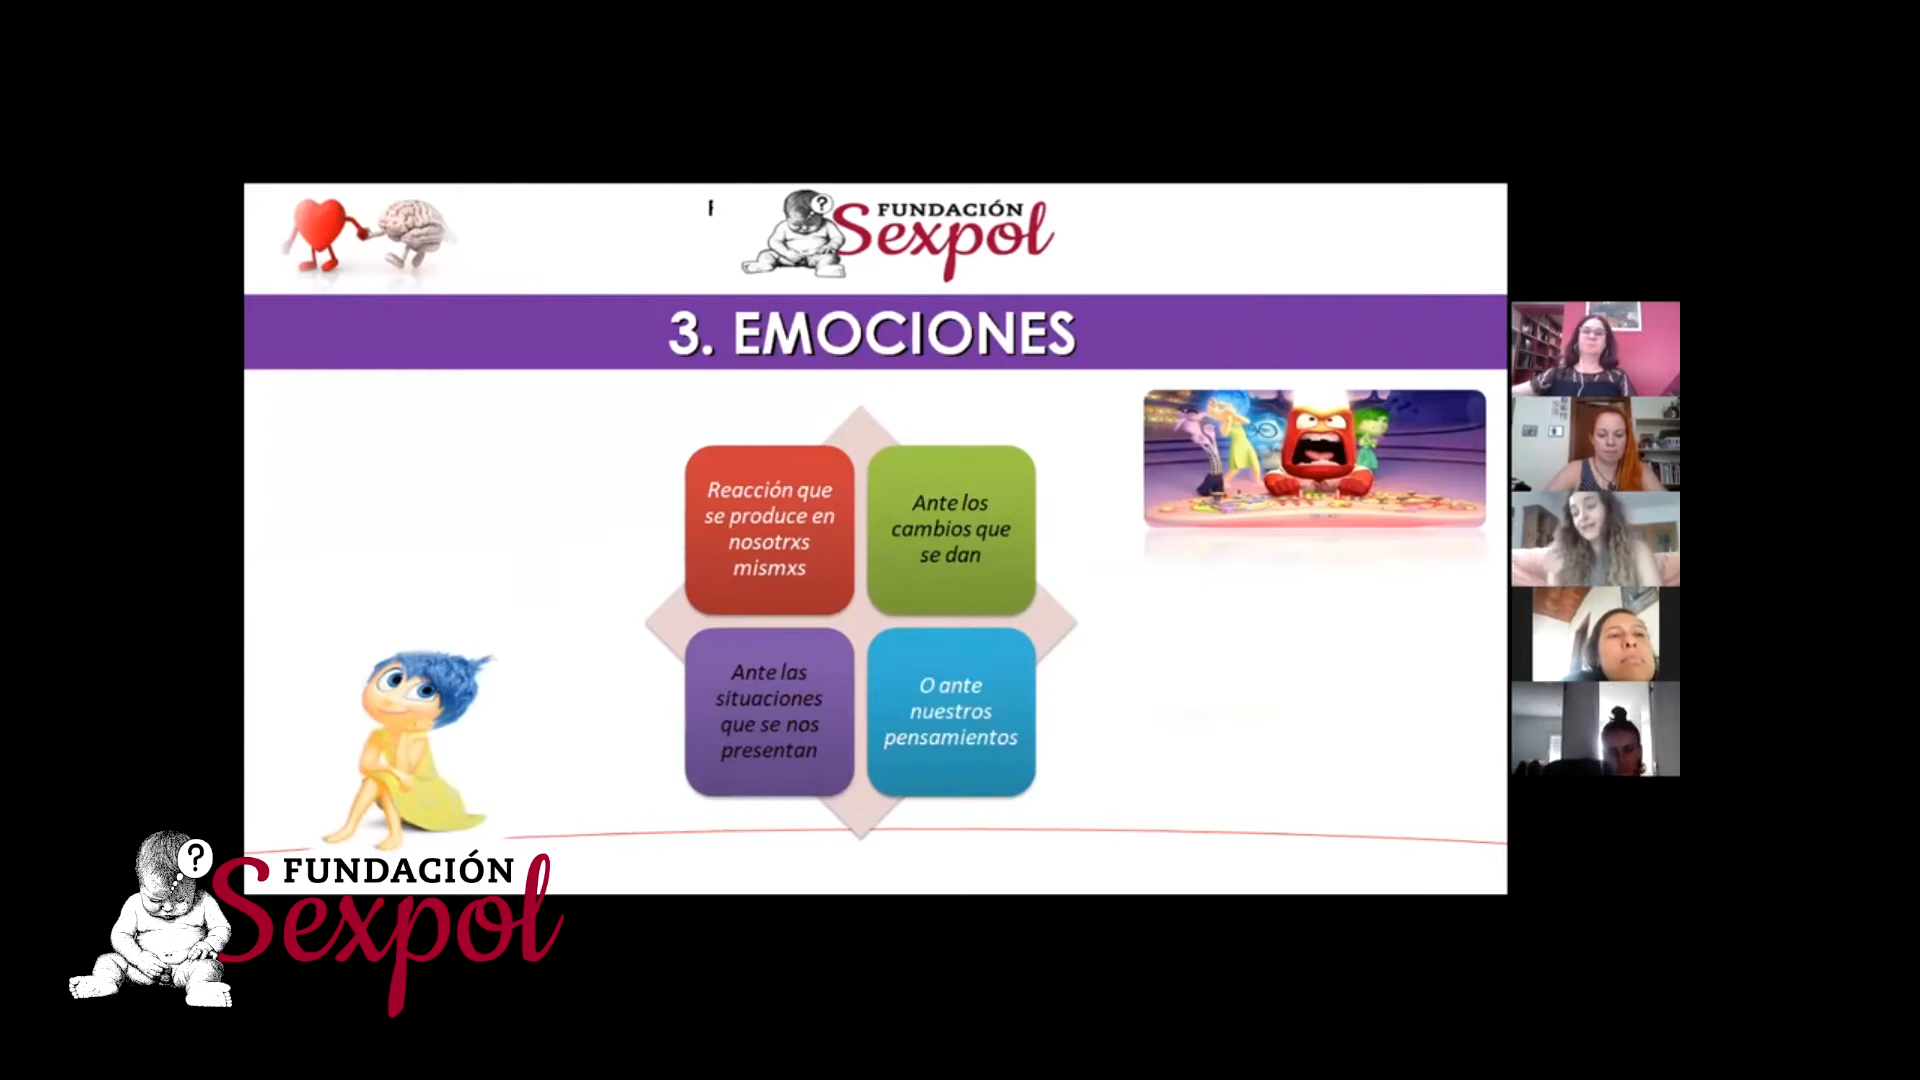 FUNDACIÓN
Sexpol
?
3. EMOCIONES
Reacción que
se produce en
nosotrxs
mismxs
Ante los
cambios que
se dan
Ante las
situaciones
que se nos
presentan
O ante
nuestros
pensamientos
?
FUNDACIÓN
Sexpol